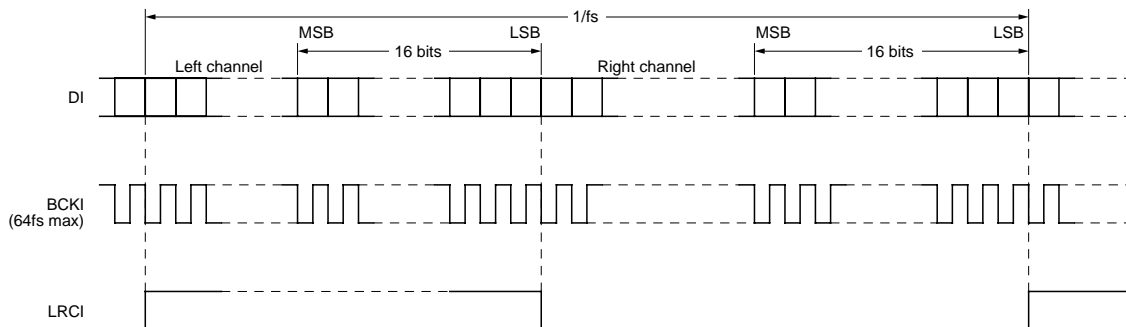 1/fs
MSB
LSB
MSB
LSB
16 bits
16 bits
Left channel
Right channel
DI
BCKI
(64fs max)
LRCI